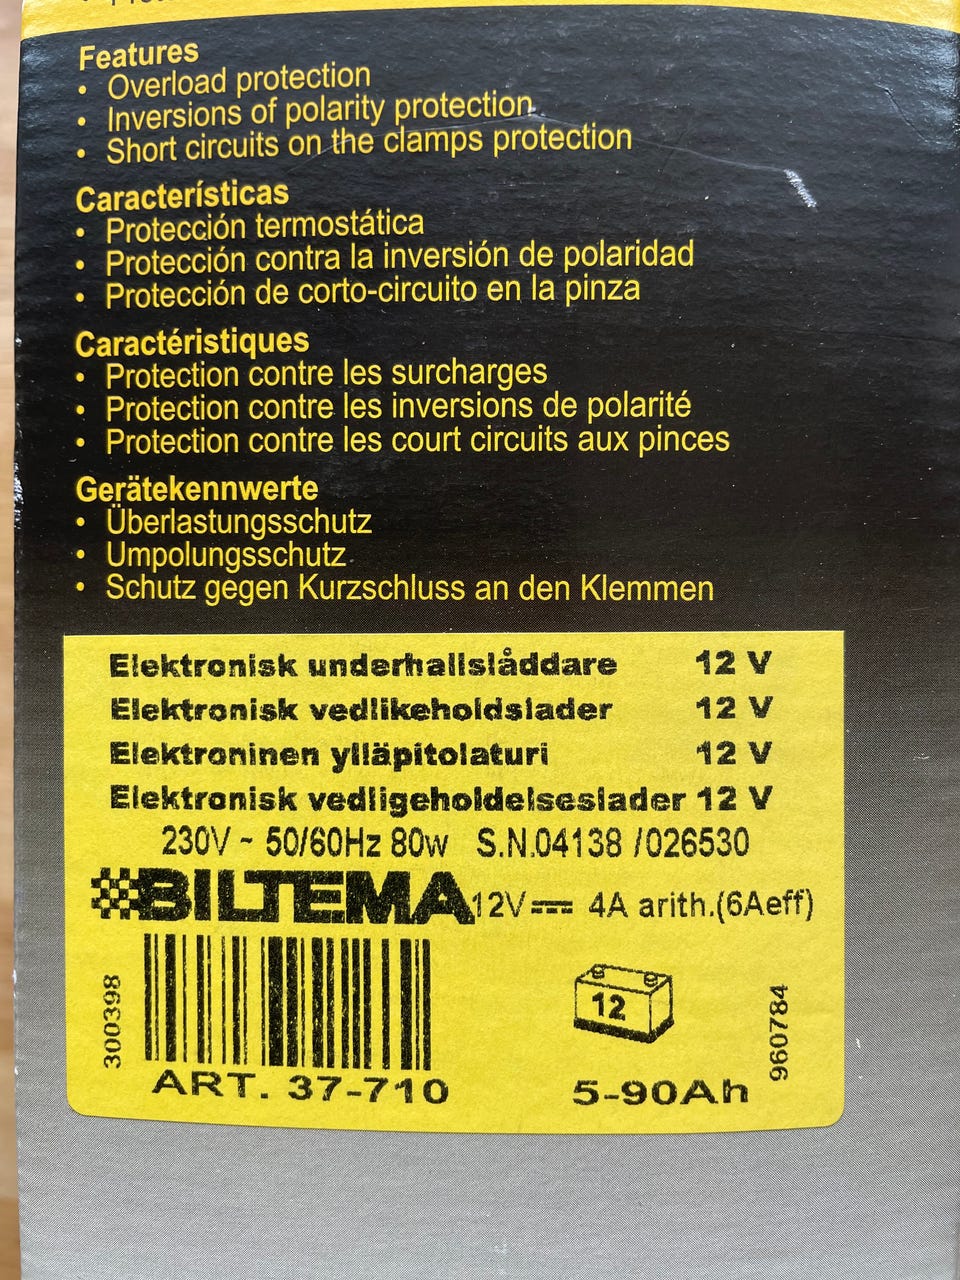 Features
• Overload protection
• Inversions of polarity protection
• Short circuits on the clamps protection
Características
• Protección termostática
• Protección contra la inversión de polaridad
• Protección de corto-circuito en la pinza
Caractéristiques
• Protection contre les surcharges
• Protection contre les inversions de polarité
• Protection contre les court circuits aux pinces
Gerätekennwerte
• Überlastungsschutz
• Umpolungsschutz
• Schutz gegen Kurzschluss an den Klemmen
Elektronisk underhallslåddare 12 V
Elektronisk vedlikeholdslader 12 V
Elektroninen ylläpitolaturi 12 V
Elektronisk vedligeholdelseslader 12 V
230V ~ 50/60Hz 80w S.N.04138 /026530
BILTEMA 12V 4A arith.(6Aeff)
300398
12
960784
ART. 37-710
5-90Ah